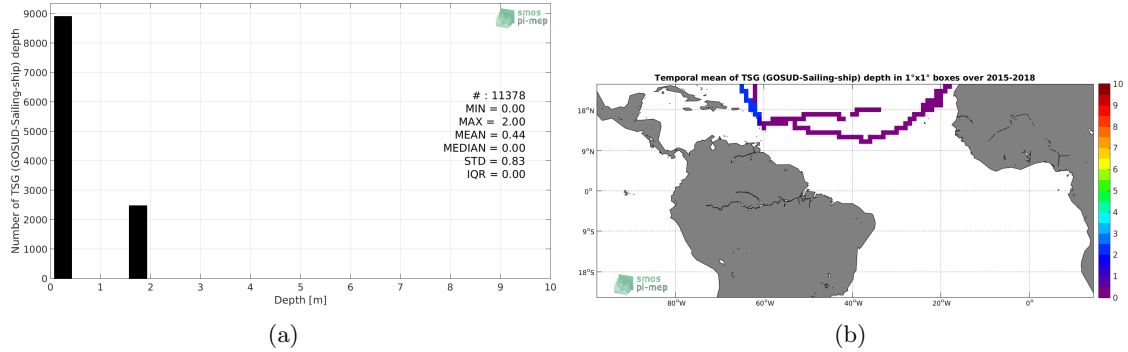 9000
8000
7000
6000
5000
4000
3000
2000
1000
0
Number of TSG (GOSUD-Sailing-ship) depth
smos
pi-mep
# : 11378
MIN = 0.00
MAX = 2.00
MEAN = 0.44
MEDIAN = 0.00
STD = 0.83
IQR = 0.00
0 1 2 3 4 5 6 7 8 9 10
Depth [m]
(a)
Temporal mean of TSG (GOSUD-Sailing-ship) depth in 1°x1° boxes over 2015-2018
18°N
9°N
0°
9°S
18°S
smos
pi-mep
80°W 60°W 40°W 20°W 0°
10
9
8
7
6
5
4
3
2
1
0
(b)